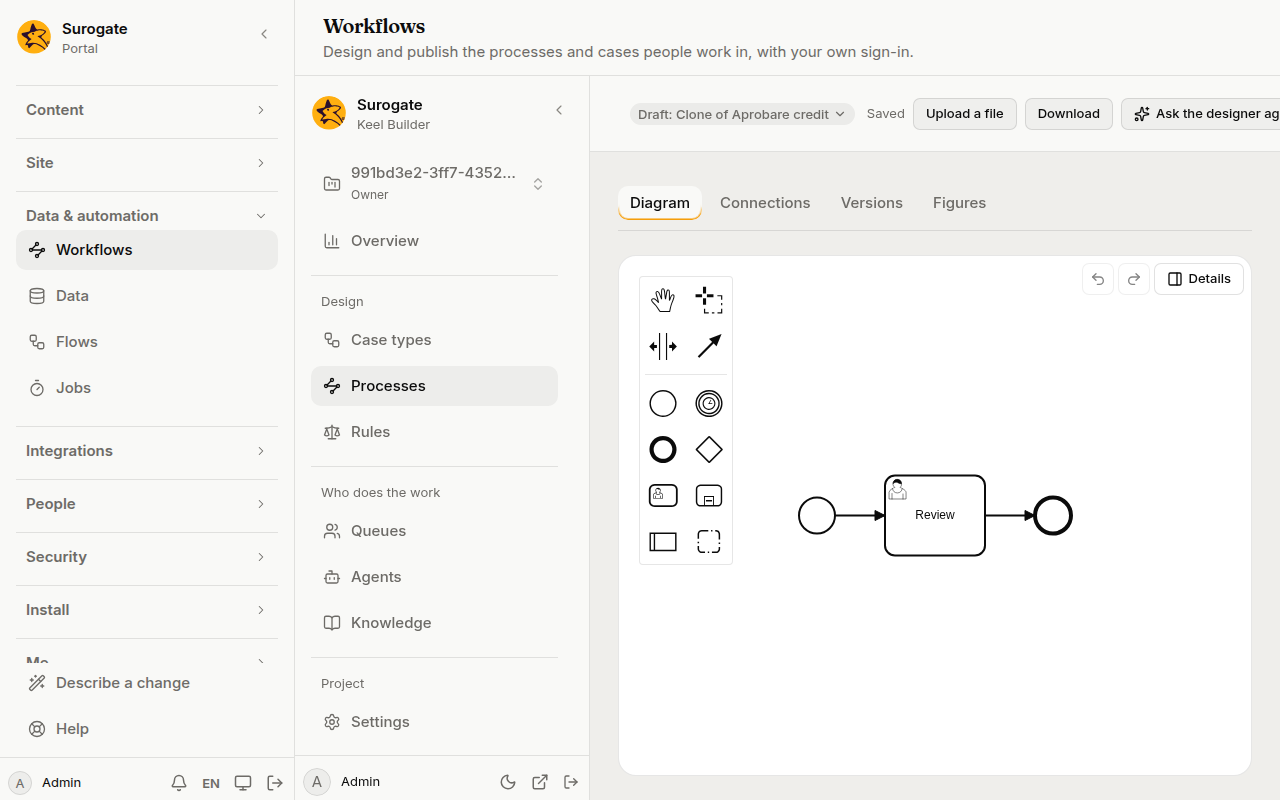 Surogate
Portal
Content
Site
Data & automation
Workflows
Data
Flows
Jobs
Integrations
People
Security
Install
Describe a change
Help
A
Admin
EN
Workflows
Design and publish the processes and cases people work in, with your own sign-in.
Surogate
Keel Builder
991bd3e2-3ff7-4352...
Owner
Overview
Design
Case types
Processes
Rules
Who does the work
Queues
Agents
Knowledge
Project
Settings
A
Admin
Draft: Clone of Aprobare credit
Saved
Upload a file
Download
Ask the designer ag
Diagram
Connections
Versions
Figures
Details
Review